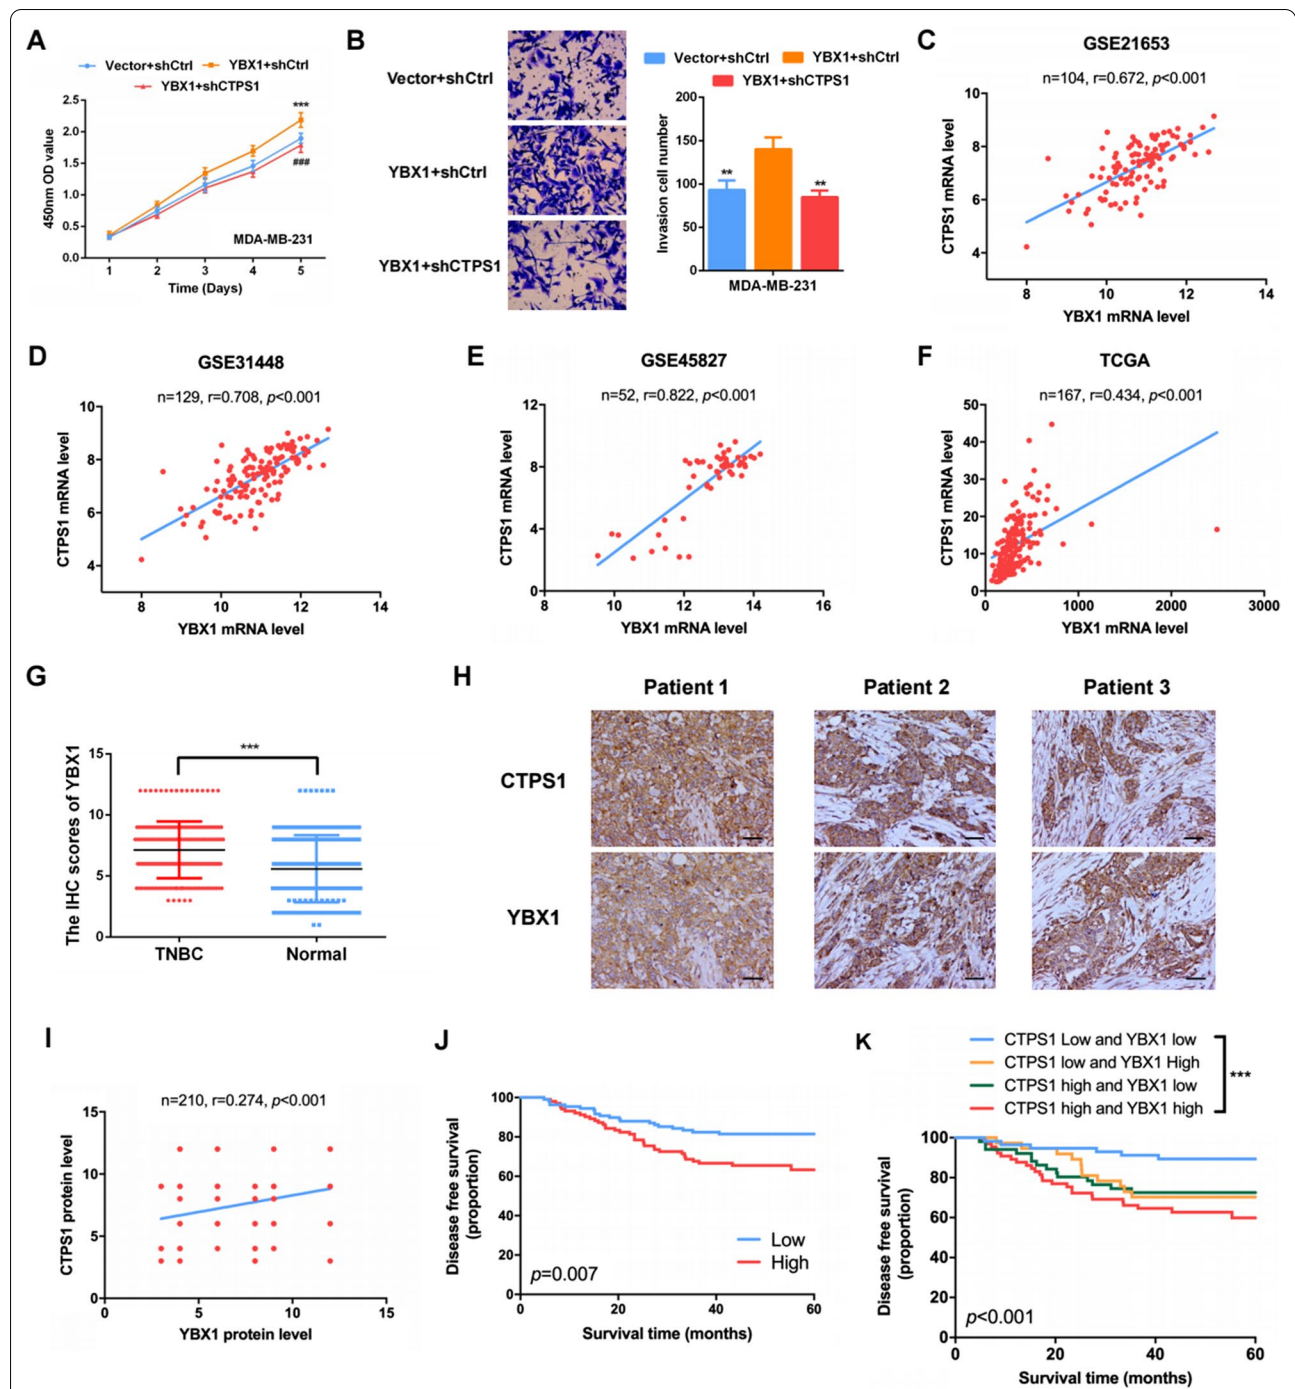 A
Vector+shCtrl
YBX1+shCtrl
YBX1+shCTPS1
2.5
2.0
1.5
1.0
0.5
0.0
450nm OD value
***
###
MDA-MB-231
1 2 3 4 5
Time (Days)
B
Vector+shCtrl
YBX1+shCtrl
YBX1+shCTPS1
Vector+shCtrl
YBX1+shCtrl
YBX1+shCTPS1
200
150
100
50
0
Invasion cell number
** **
MDA-MB-231
C
GSE21653
n=104, r=0.672, p<0.001
10
8
6
4
CTPS1 mRNA level
8 10 12 14
YBX1 mRNA level
D
GSE31448
n=129, r=0.708, p<0.001
10
8
6
4
CTPS1 mRNA level
8 10 12 14
YBX1 mRNA level
E
GSE45827
n=52, r=0.822, p<0.001
12
8
4
0
CTPS1 mRNA level
8 10 12 14 16
YBX1 mRNA level
F
TCGA
n=167, r=0.434, p<0.001
50
40
30
20
10
0
CTPS1 mRNA level
0 1000 2000 3000
YBX1 mRNA level
G
***
15
10
5
0
The IHC scores of YBX1
TNBC Normal
H
Patient 1 Patient 2 Patient 3
CTPS1
YBX1
I
n=210, r=0.274, p<0.001
15
10
5
0
CTPS1 protein level
0 5 10 15
YBX1 protein level
J
100
80
60
40
20
0
Disease free survival
(proportion)
Low
High
p=0.007
0 20 40 60
Survival time (months)
K
CTPS1 Low and YBX1 low
CTPS1 low and YBX1 High
CTPS1 high and YBX1 low
CTPS1 high and YBX1 high
***
100
80
60
40
20
0
Disease free survival
(proportion)
p<0.001
0 20 40 60
Survival time (months)